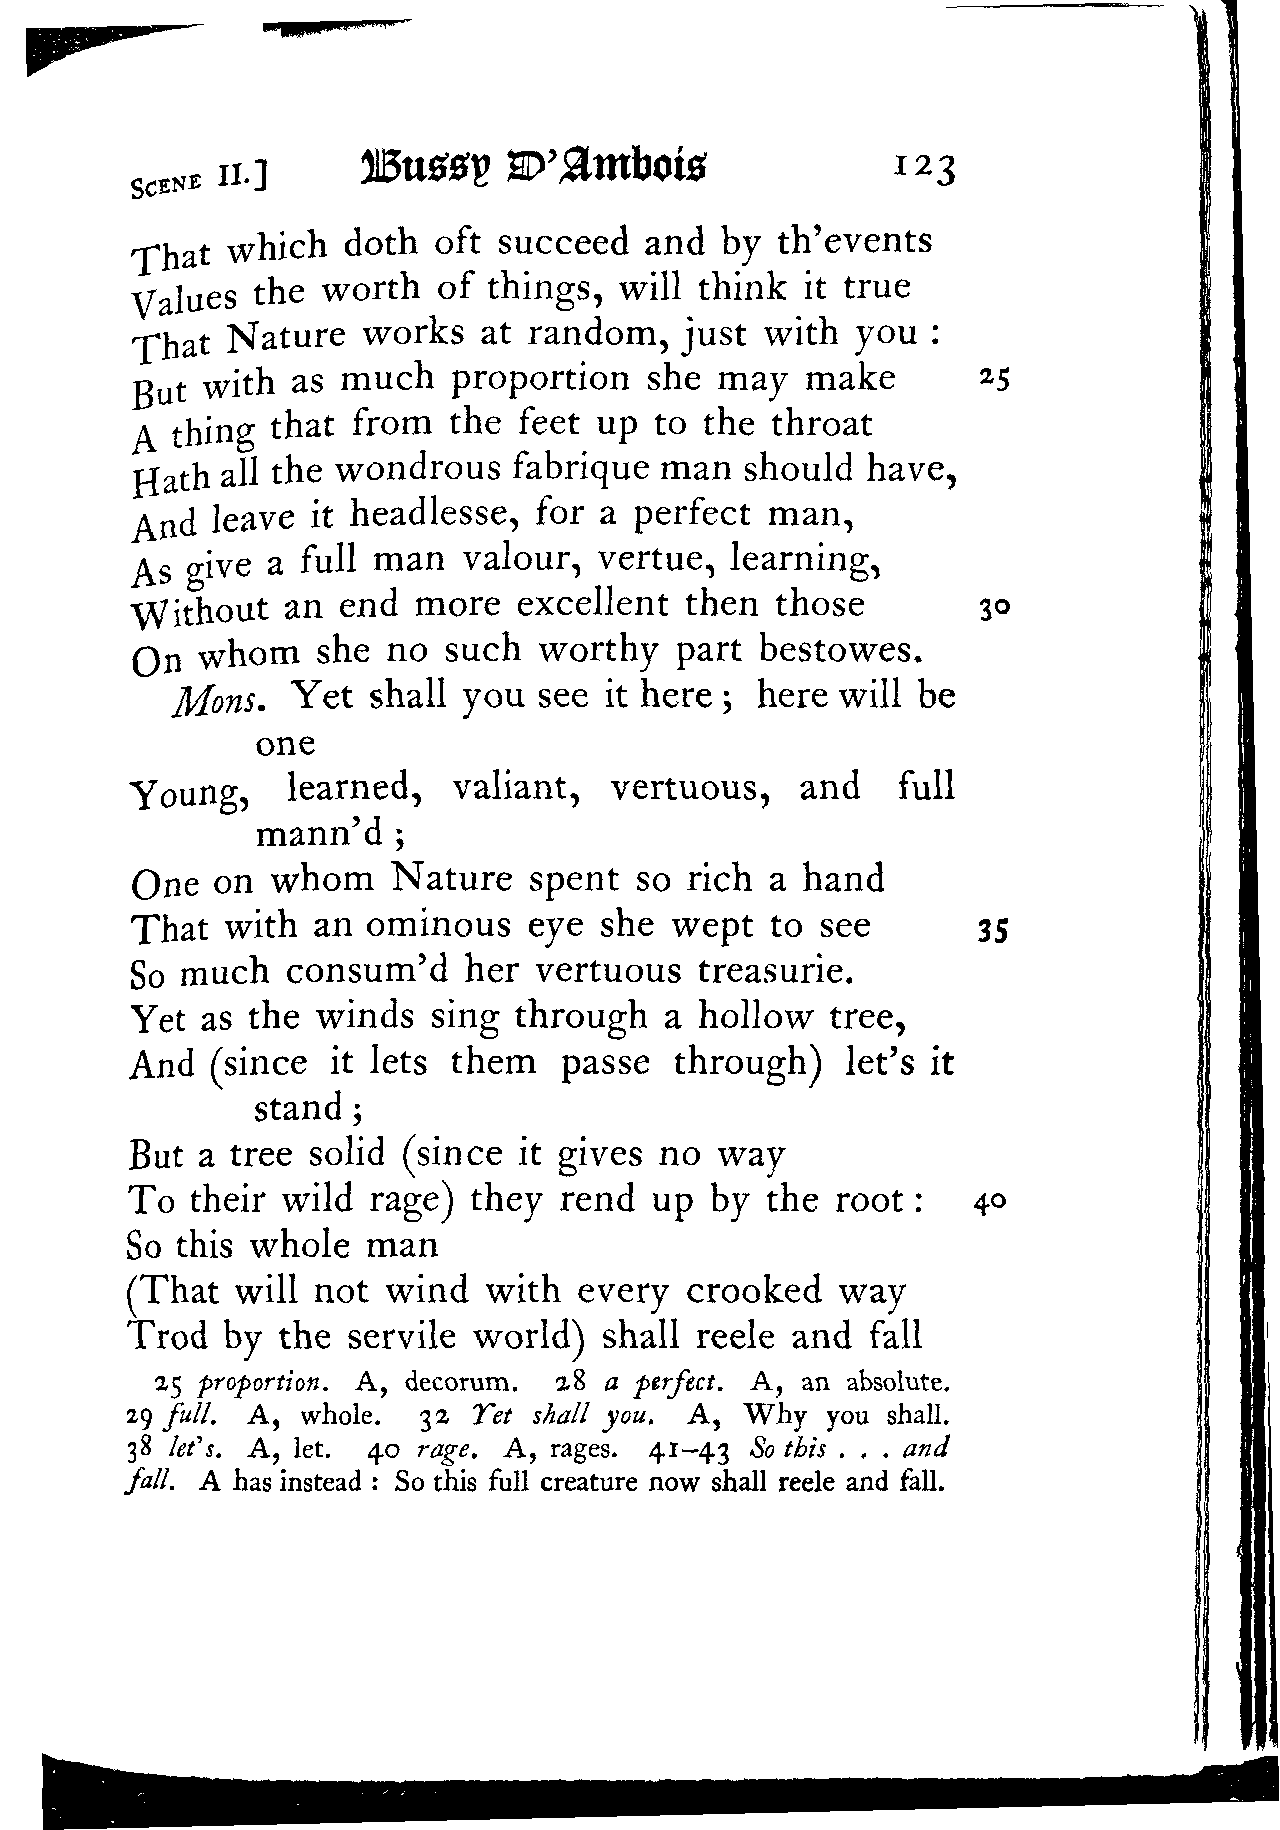 SCENE II.] Bussy D'Ambois 123
That which doth oft succeed and by th'events
Values the worth of things, will think it true
That Nature works at random, just with you :
But with as much proportion she may make 25
A thing that from the feet up to the throat
Hath all the wondrous fabrique man should have,
And leave it headlesse, for a perfect man,
As give a full man valour, vertue, learning,
Without an end more excellent then those 30
On whom she no such worthy part bestowes.
Mons. Yet shall you see it here ; here will be
one
Young, learned, valiant, vertuous, and full
mann'd ;
One on whom Nature spent so rich a hand
That with an ominous eye she wept to see 35
So much consum'd her vertuous treasurie.
Yet as the winds sing through a hollow tree,
And (since it lets them passe through) let's it
stand ;
But a tree solid (since it gives no way
To their wild rage) they rend up by the root : 40
So this whole man
(That will not wind with every crooked way
Trod by the servile world) shall reele and fall
25 proportion. A, decorum. 28 a perfect. A, an absolute.
29 full. A, whole. 32 Yet shall you. A, Why you shall.
38 let's. A, let. 40 rage. A, rages. 41–43 So this . . . and
fall. A has instead : So this full creature now shall reele and fall.